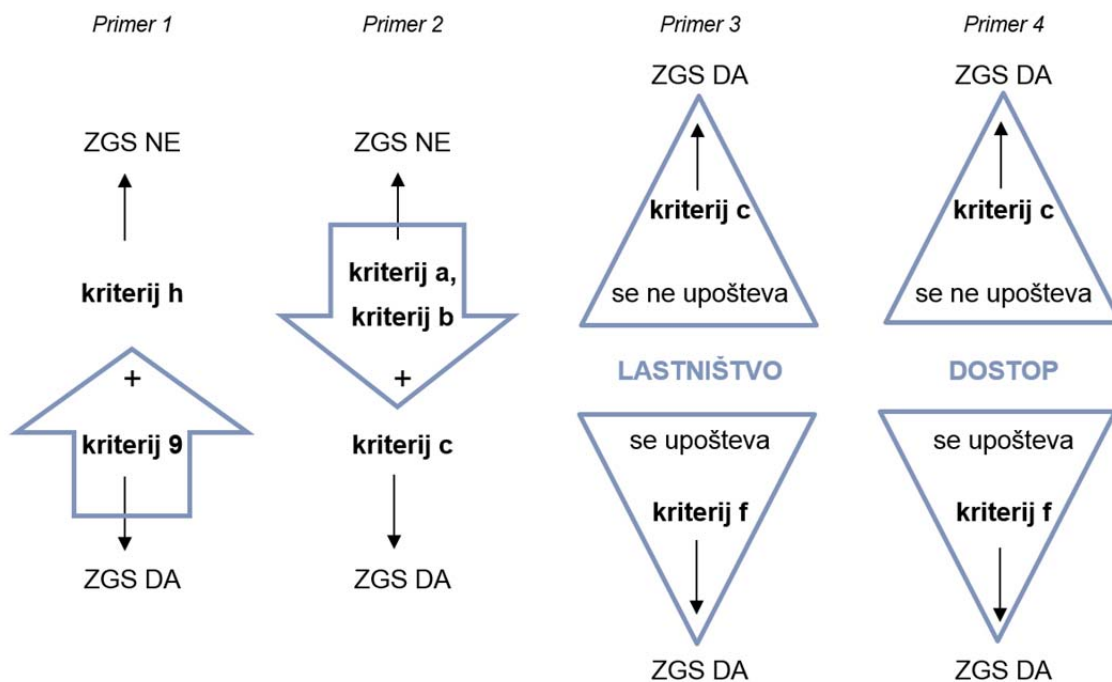 Primer 1
ZGS NE
kriterij h
+
kriterij 9
ZGS DA
Primer 2
ZGS NE
kriterij a,
kriterij b
+
kriterij c
ZGS DA
Primer 3
ZGS DA
kriterij c
se ne upošteva
LASTNIŠTVO
se upošteva
kriterij f
ZGS DA
Primer 4
ZGS DA
kriterij c
se ne upošteva
DOSTOP
se upošteva
kriterij f
ZGS DA